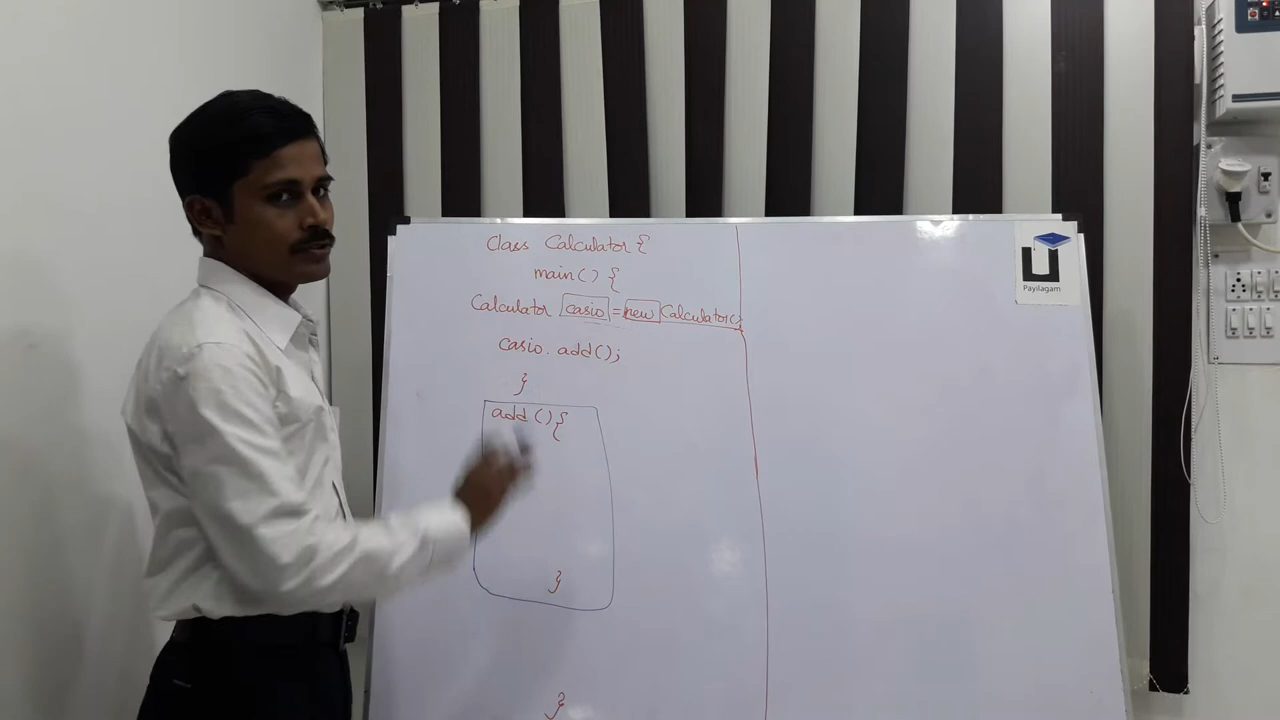 class Calculator {
main() {
Calculator casio = new Calculator();
casio. add();
}
add() {
}
}
Payilagam